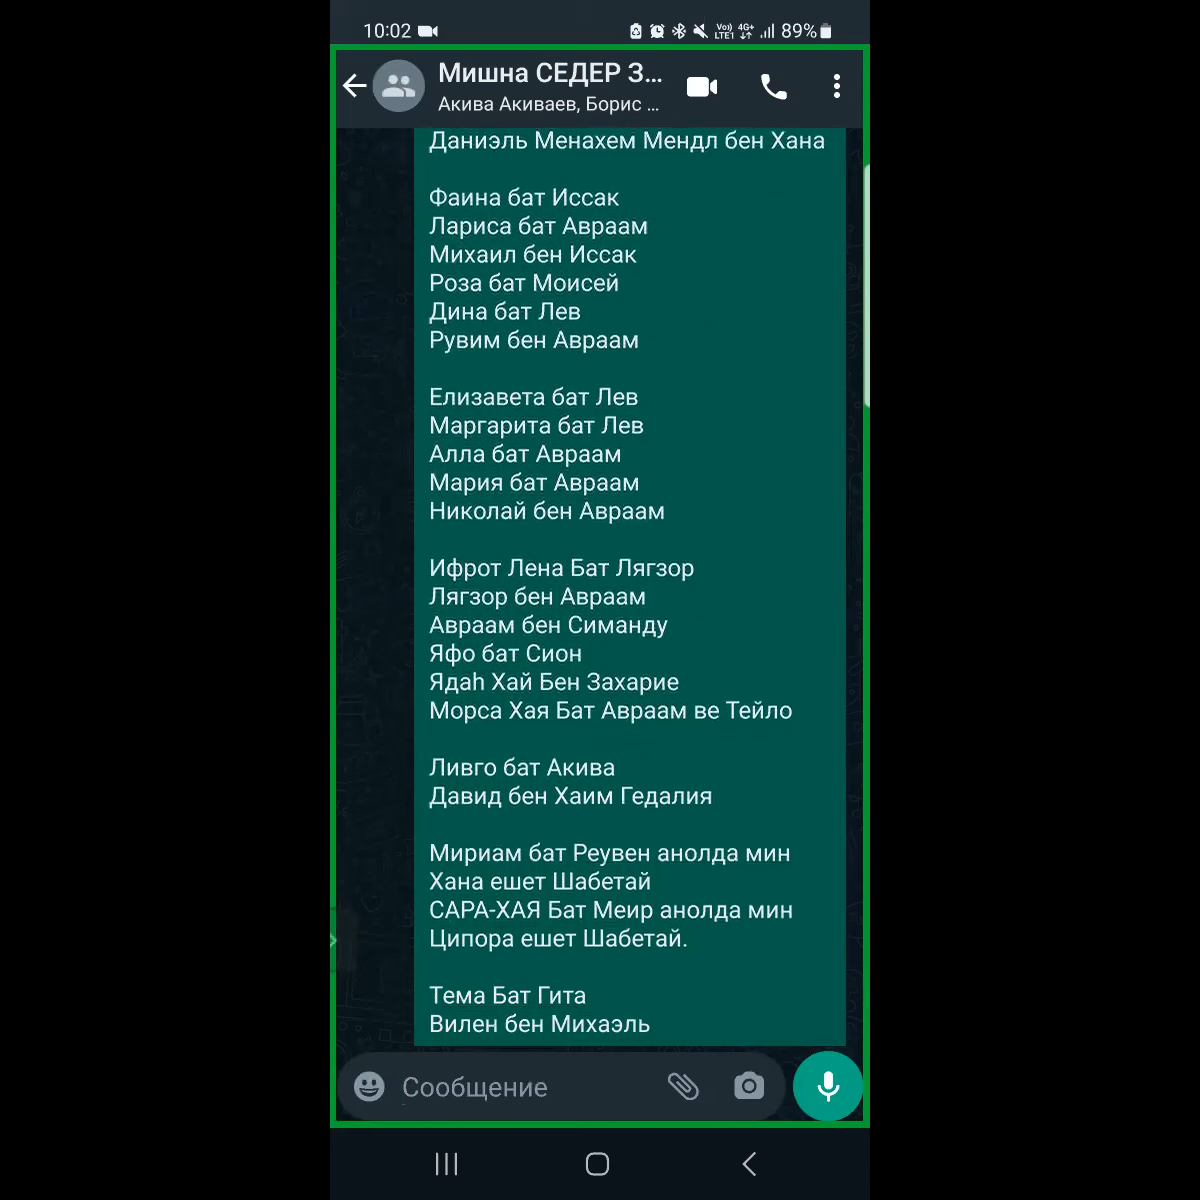 10:02 Vo) LTE1 4G+ 89%
Мишна СЕДЕР З...
Акива Акиваев, Борис ...
Даниэль Менахем Мендл бен Хана
Фаина бат Иссак
Лариса бат Авраам
Михаил бен Иссак
Роза бат Моисей
Дина бат Лев
Рувим бен Авраам
Елизавета бат Лев
Маргарита бат Лев
Алла бат Авраам
Мария бат Авраам
Николай бен Авраам
Ифрот Лена Бат Лягзор
Лягзор бен Авраам
Авраам бен Симанду
Яфо бат Сион
Ядаh Хай Бен Захарие
Морса Хая Бат Авраам ве Тейло
Ливго бат Акива
Давид бен Хаим Гедалия
Мириам бат Реувен анолда мин
Хана ешет Шабетай
САРА-ХАЯ Бат Меир анолда мин
Ципора ешет Шабетай.
Тема Бат Гита
Вилен бен Михаэль
Сообщение